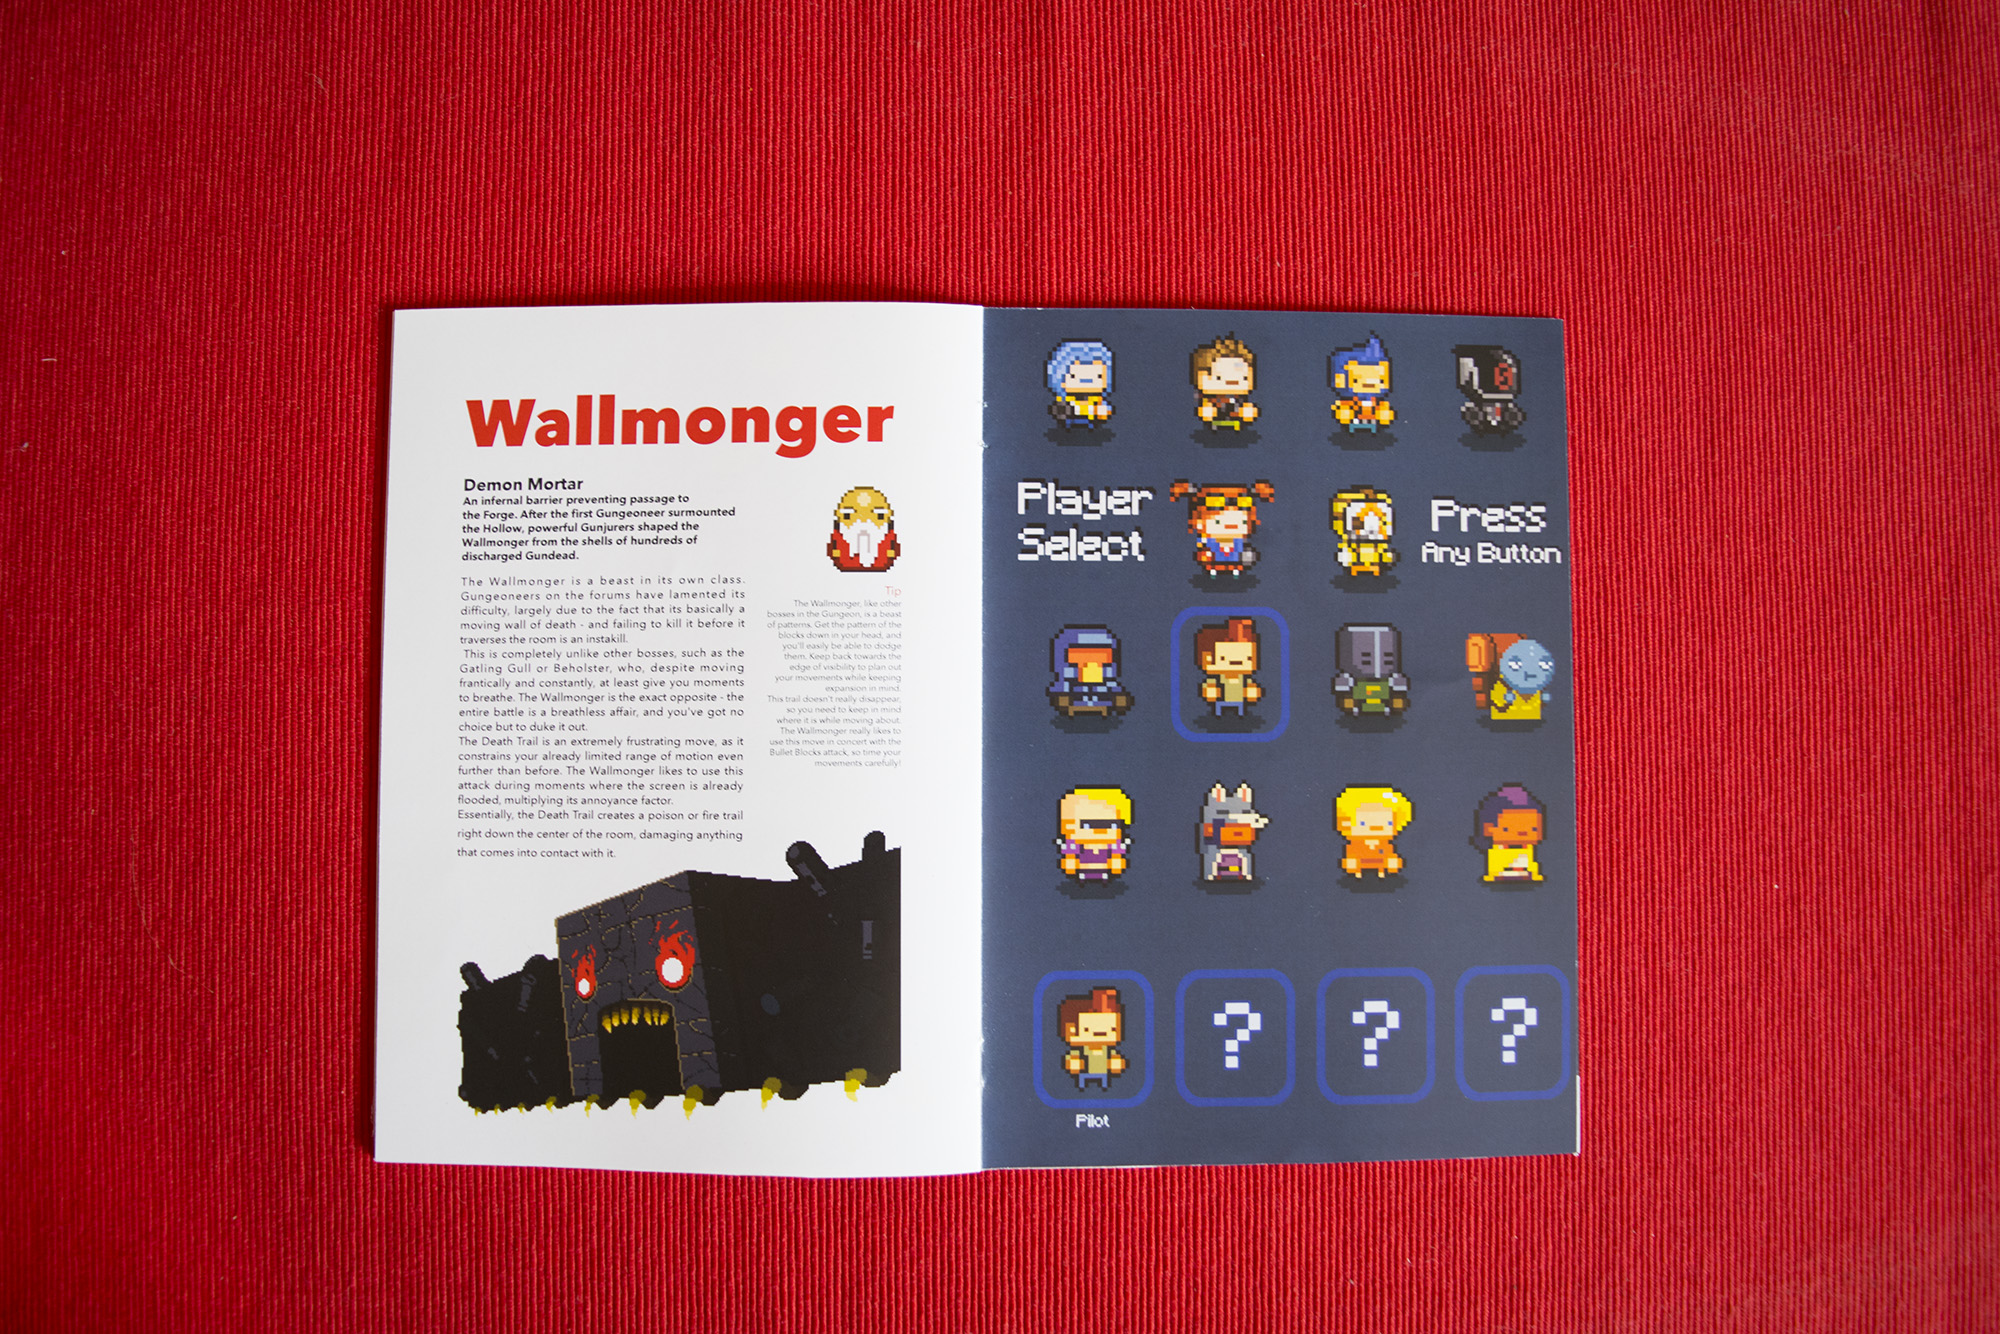 Wallmonger
Demon Mortar
An infernal barrier preventing passage to
the Forge. After the first Gungeoneer surmounted
the Hollow, powerful Gunjurers shaped the
Wallmonger from the shells of hundreds of
discharged Gundead.
The Wallmonger is a beast in its own class.
Gungeoneers on the forums have lamented its
difficulty, largely due to the fact that its basically a
moving wall of death - and failing to kill it before it
traverses the room is an instakill.
This is completely unlike other bosses, such as the
Gatling Gull or Beholster, who, despite moving
frantically and constantly, at least give you moments
to breathe. The Wallmonger is the exact opposite - the
entire battle is a breathless affair, and you've got no
choice but to duke it out.
The Death Trail is an extremely frustrating move, as it
constrains your already limited range of motion even
further than before. The Wallmonger likes to use this
attack during moments where the screen is already
flooded, multiplying its annoyance factor.
Essentially, the Death Trail creates a poison or fire trail
right down the center of the room, damaging anything
that comes into contact with it.
Tip
The Wallmonger, like other
bosses in the Gungeon, is a beast
of patterns. Get the pattern of the
blocks down in your head, and
you'll easily be able to dodge
them. Keep back towards the
edge of visibility to plan out
your movements while keeping
expansion in mind.
This trail doesn't really disappear,
so you need to keep in mind
where it is while moving about.
The Wallmonger really likes to
use this move in concert with the
Bullet Blocks attack, so time your
movements carefully!
Player
Select
Press
Any Button
? ? ?
Pilot